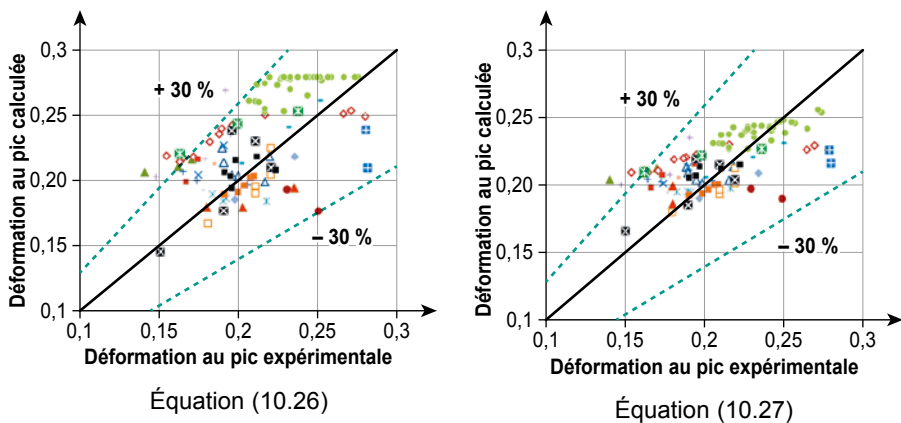 Déformation au pic calculée
0,3
0,25
0,20
0,15
0,1
+ 30 %
– 30 %
0,1 0,15 0,2 0,25 0,3
Déformation au pic expérimentale
Équation (10.26)
Déformation au pic calculée
0,3
0,25
0,20
0,15
0,1
+ 30 %
– 30 %
0,1 0,15 0,2 0,25 0,3
Déformation au pic expérimentale
Équation (10.27)